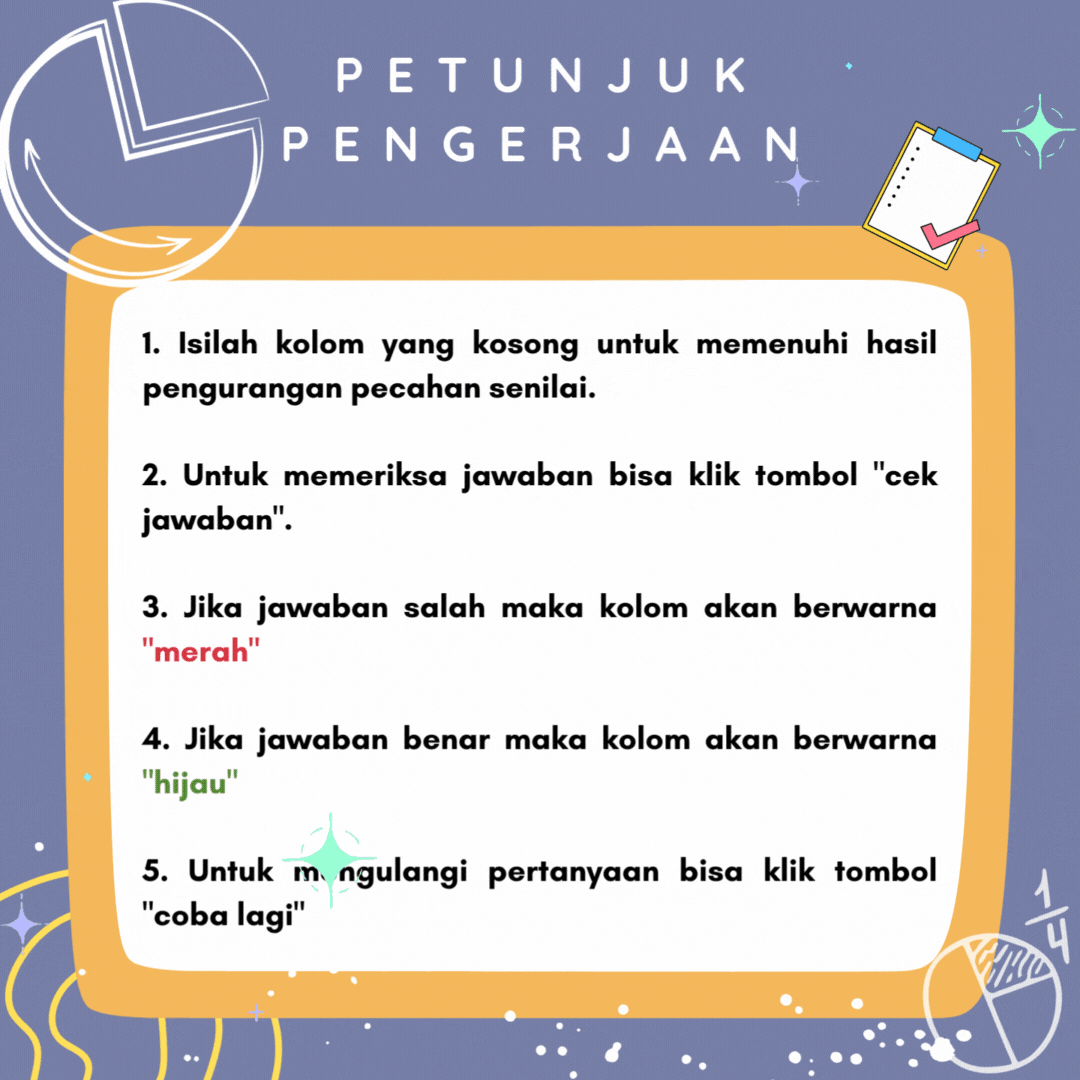 PETUNJUK
PENGERJAAN
1. Isilah kolom yang kosong untuk memenuhi hasil
pengurangan pecahan senilai.
2. Untuk memeriksa jawaban bisa klik tombol "cek
jawaban".
3. Jika jawaban salah maka kolom akan berwarna
"merah"
4. Jika jawaban benar maka kolom akan berwarna
"hijau"
5. Untuk mengulangi pertanyaan bisa klik tombol
"coba lagi"
1
4